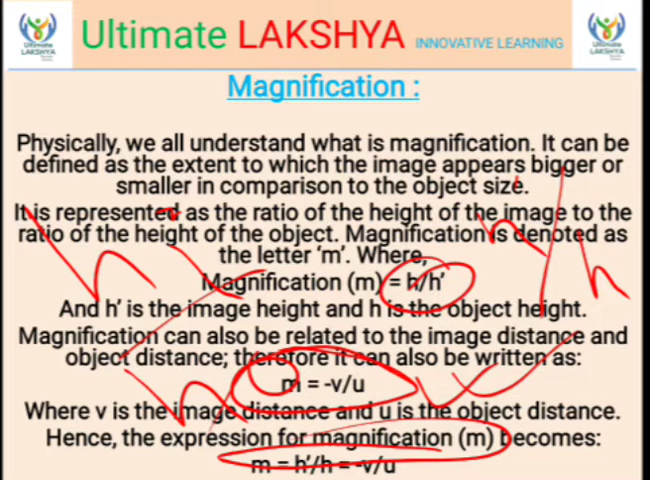 Ultimate LAKSHYA INNOVATIVE LEARNING
Ultimate
LAKSHYA
Ultimate
LAKSHYA
Magnification :
Physically, we all understand what is magnification. It can be
defined as the extent to which the image appears bigger or
smaller in comparison to the object size.
It is represented as the ratio of the height of the image to the
ratio of the height of the object. Magnification is denoted as
the letter ‘m’. Where,
Magnification (m) = h/h’
And h’ is the image height and h is the object height.
Magnification can also be related to the image distance and
object distance; therefore it can also be written as:
m = -v/u
Where v is the image distance and u is the object distance.
Hence, the expression for magnification (m) becomes:
m = h’/h = -v/u